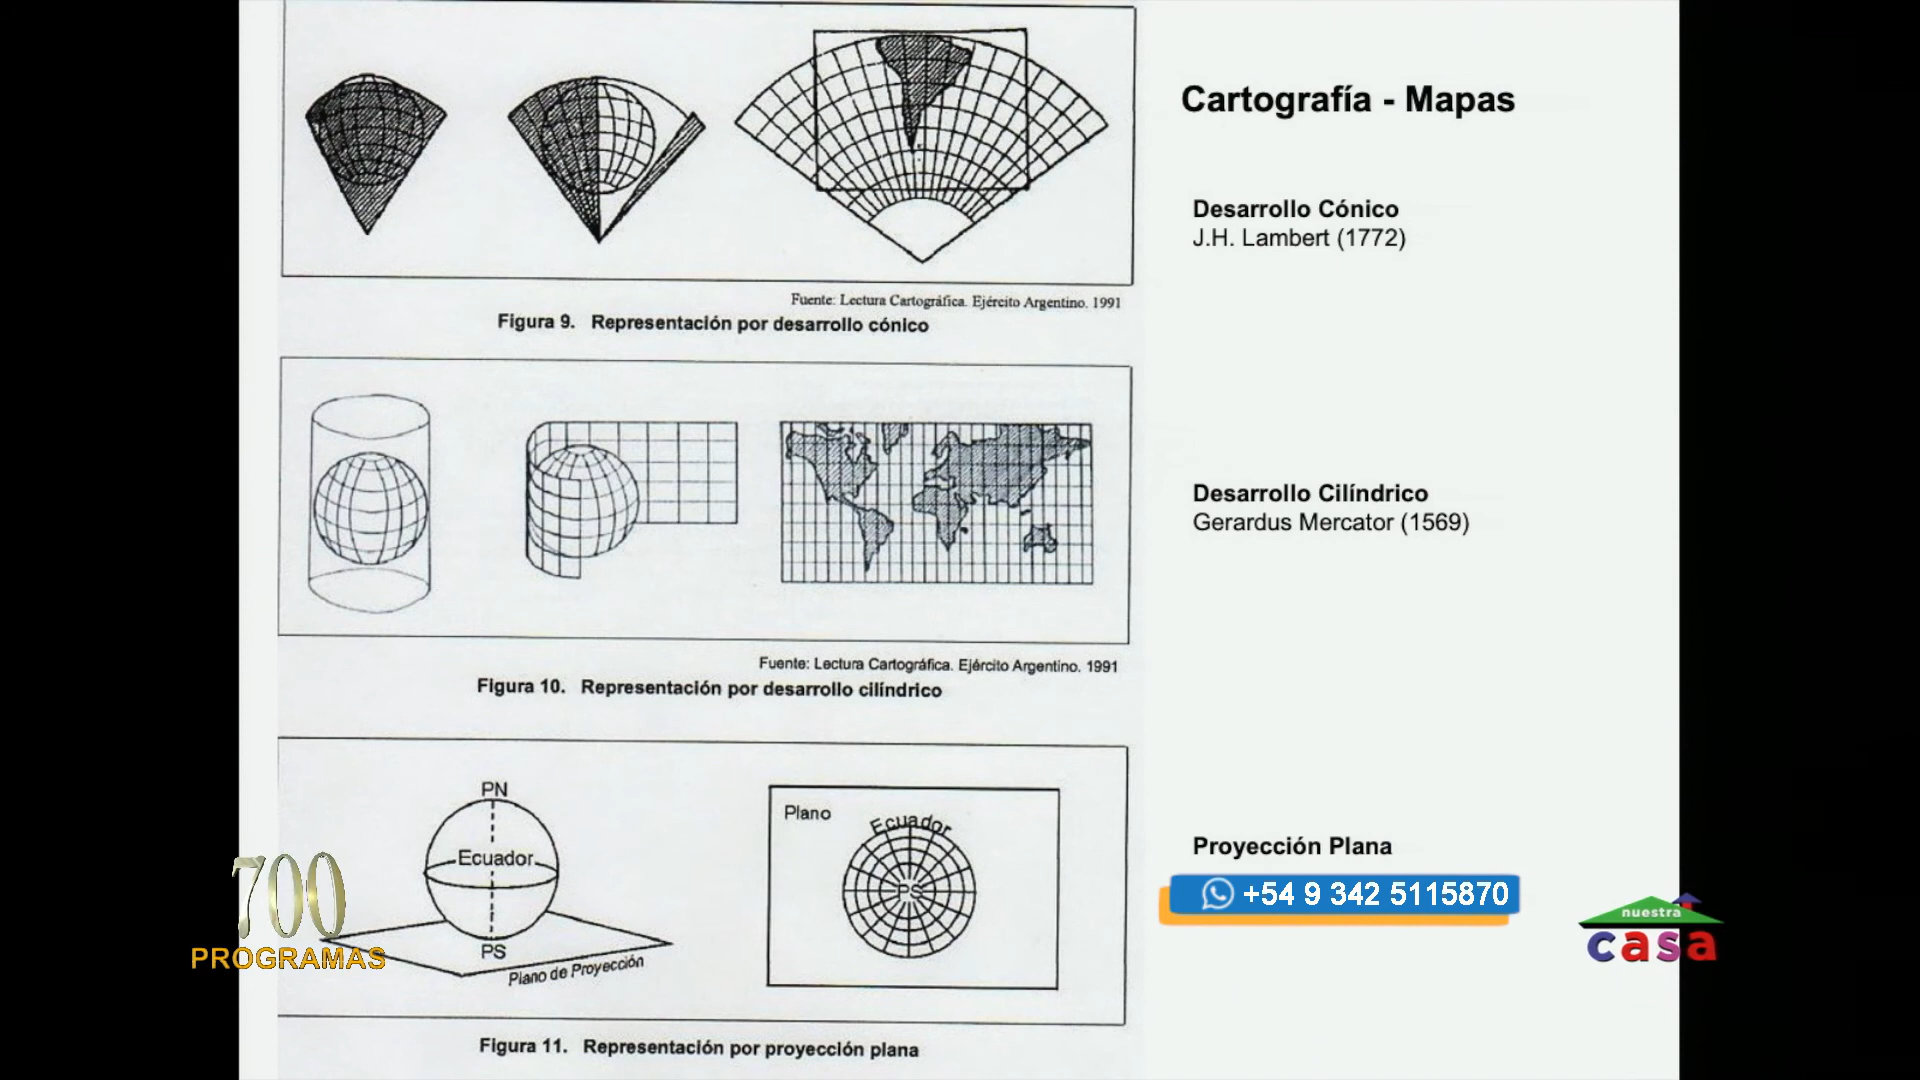 Cartografía - Mapas
Desarrollo Cónico
J.H. Lambert (1772)
Fuente: Lectura Cartográfica. Ejército Argentino. 1991
Figura 9. Representación por desarrollo cónico
Desarrollo Cilíndrico
Gerardus Mercator (1569)
Fuente: Lectura Cartográfica. Ejército Argentino. 1991
Figura 10. Representación por desarrollo cilíndrico
PN
Ecuador
PS
Plano de Proyección
Plano
Ecuador
PS
Proyección Plana
+54 9 342 5115870
700
PROGRAMAS
nuestra
casa
Figura 11. Representación por proyección plana